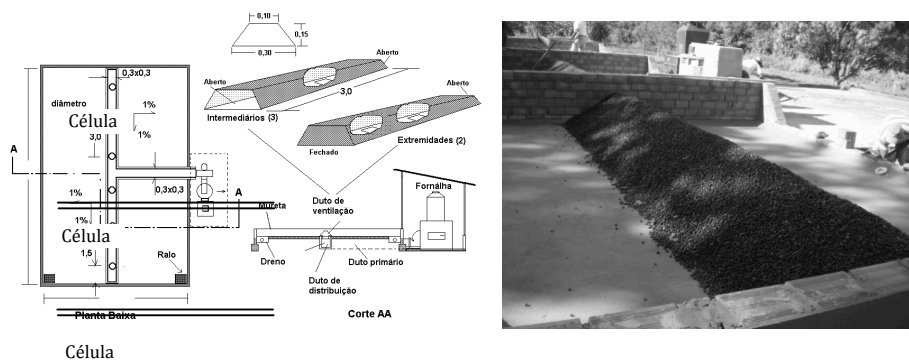 0,10
0,15
0,30
0,3x0,3
Aberto
Aberto
diâmetro
1%
3,0
Célula
1%
Intermediários (3)
Aberto
3,0
Extremidades (2)
Fechado
A
0,3x0,3
A
Fornálha
1%
Duto de
ventilação
Mureta
1%
Célula
1,5
Ralo
Dreno
Duto primário
Duto de
distribuição
Planta Baixa
Corte AA
Célula